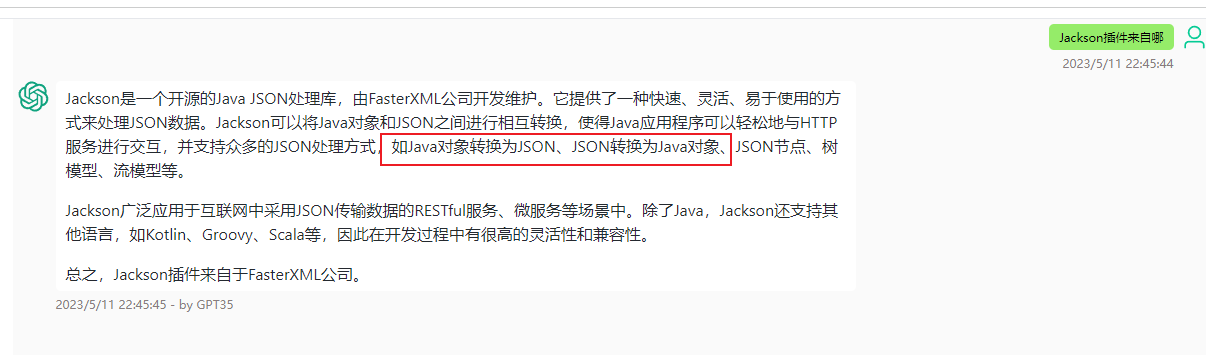 Jackson插件来自哪
2023/5/11 22:45:44
Jackson是一个开源的Java JSON处理库，由FasterXML公司开发维护。它提供了一种快速、灵活、易于使用的方
式来处理JSON数据。Jackson可以将Java对象和JSON之间进行相互转换，使得Java应用程序可以轻松地与HTTP
服务进行交互，并支持众多的JSON处理方式，如Java对象转换为JSON、JSON转换为Java对象、JSON节点、树
模型、流模型等。
Jackson广泛应用于互联网中采用JSON传输数据的RESTful服务、微服务等场景中。除了Java，Jackson还支持其
他语言，如Kotlin、Groovy、Scala等，因此在开发过程中有很高的灵活性和兼容性。
总之，Jackson插件来自于FasterXML公司。
2023/5/11 22:45:45 - by GPT35